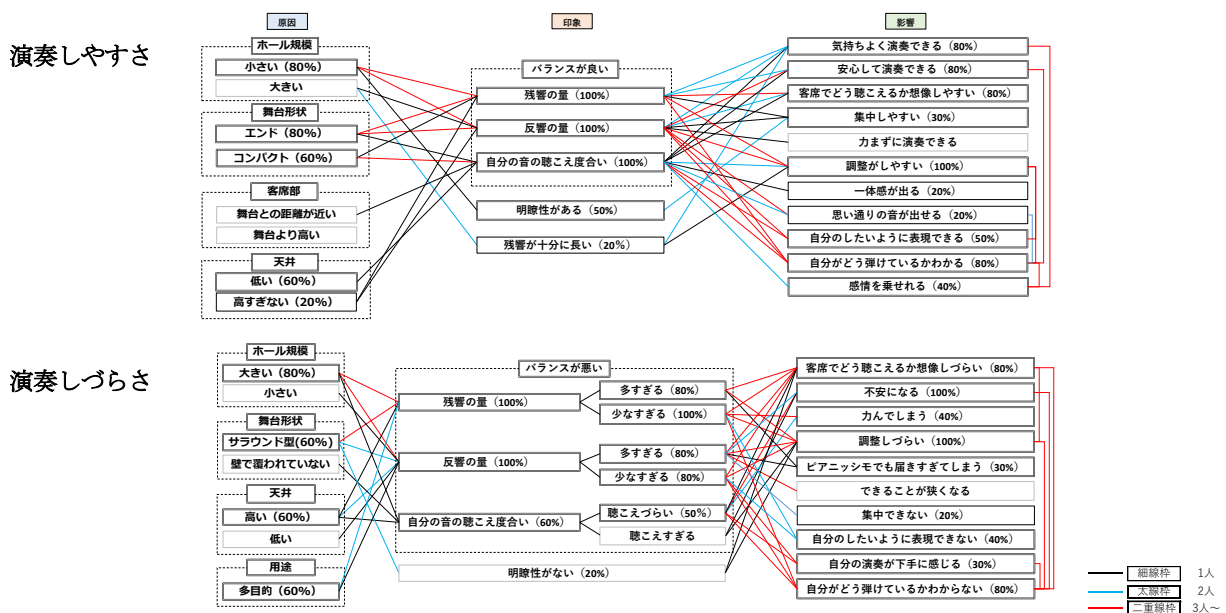 演奏しやすさ
原因
印象
影響
ホール規模
小さい（80%）
大きい
舞台形状
エンド（80%）
コンパクト（60%）
客席部
舞台との距離が近い
舞台より高い
天井
低い（60%）
高すぎない（20%）
バランスが良い
残響の量（100%）
反響の量（100%）
自分の音の聴こえ度合い（100%）
明瞭性がある（50%）
残響が十分に長い（20%）
気持ちよく演奏できる（80%）
安心して演奏できる（80%）
客席でどう聴こえるか想像しやすい（80%）
集中しやすい（30%）
力まずに演奏できる
調整がしやすい（100%）
一体感が出る（20%）
思い通りの音が出せる（20%）
自分のしたいように表現できる（50%）
自分がどう弾けているかわかる（80%）
感情を乗せれる（40%）
演奏しづらさ
ホール規模
大きい（80%）
小さい
舞台形状
サラウンド型(60%)
壁で覆われていない
天井
高い（60%）
低い
用途
多目的（60%）
バランスが悪い
残響の量（100%）
多すぎる（80%）
少なすぎる（100%）
反響の量（100%）
多すぎる（80%）
少なすぎる（80%）
自分の音の聴こえ度合い（60%）
聴こえづらい（50%）
聴こえすぎる
明瞭性がない（20%）
客席でどう聴こえるか想像しづらい（80%）
不安になる（100%）
力んでしまう（40%）
調整しづらい（100%）
ピアニッシモでも届きすぎてしまう（30%）
できることが狭くなる
集中できない（20%）
自分のしたいように表現できない（40%）
自分の演奏が下手に感じる（30%）
自分がどう弾けているかわからない（80%）
細線枠 1人
太線枠 2人
二重線枠 3人～